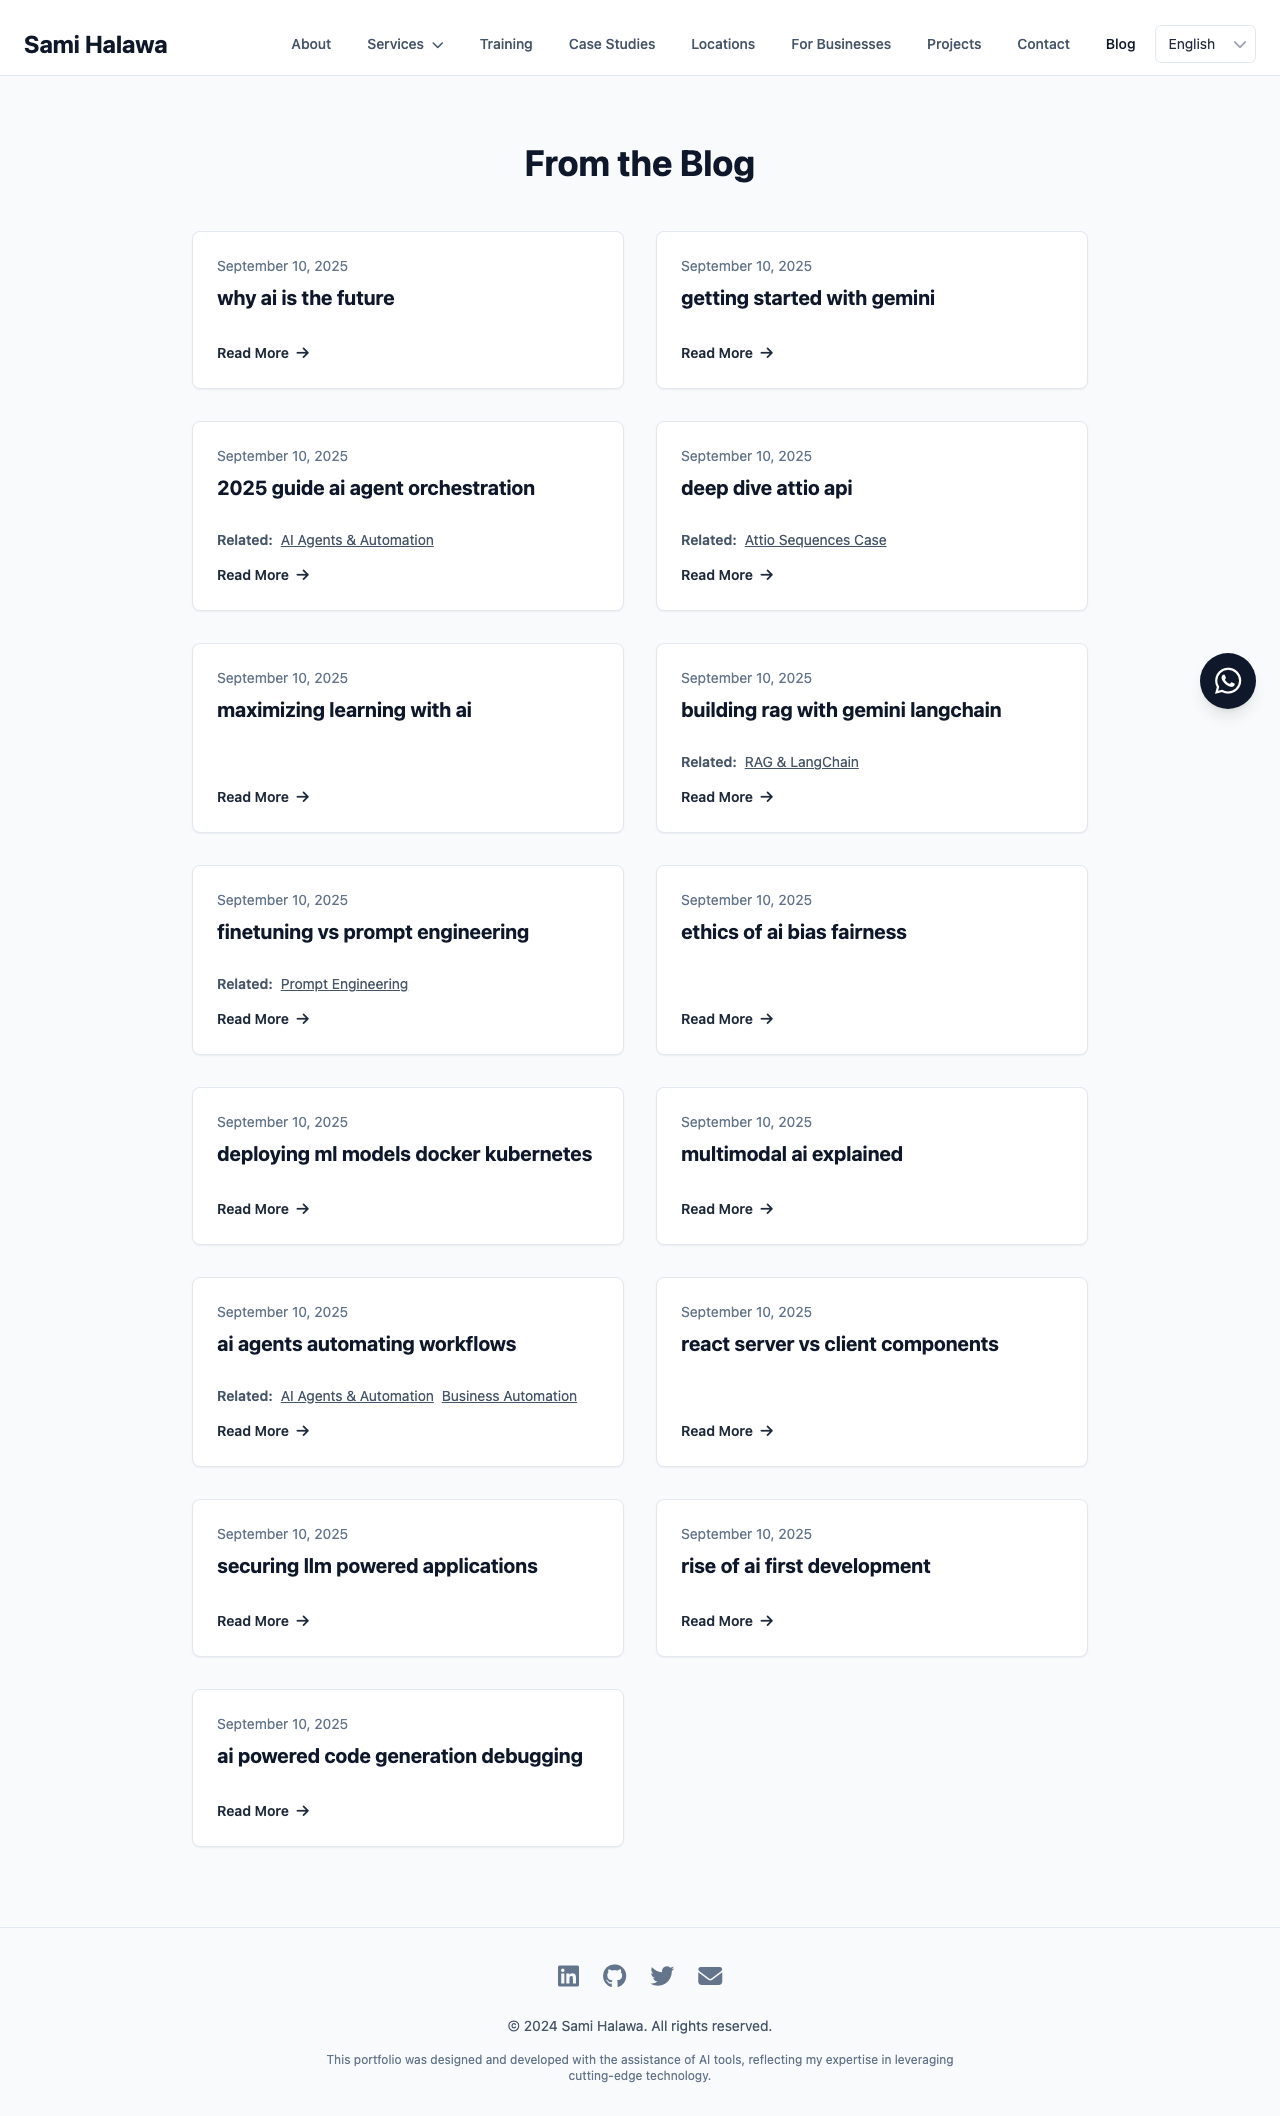 Sami Halawa
About
Services
Training
Case Studies
Locations
For Businesses
Projects
Contact
Blog
English
From the Blog
September 10, 2025
why ai is the future
Read More
September 10, 2025
getting started with gemini
Read More
September 10, 2025
2025 guide ai agent orchestration
Related: AI Agents & Automation
Read More
September 10, 2025
deep dive attio api
Related: Attio Sequences Case
Read More
September 10, 2025
maximizing learning with ai
Read More
September 10, 2025
building rag with gemini langchain
Related: RAG & LangChain
Read More
September 10, 2025
finetuning vs prompt engineering
Related: Prompt Engineering
Read More
September 10, 2025
ethics of ai bias fairness
Read More
September 10, 2025
deploying ml models docker kubernetes
Read More
September 10, 2025
multimodal ai explained
Read More
September 10, 2025
ai agents automating workflows
Related: AI Agents & Automation Business Automation
Read More
September 10, 2025
react server vs client components
Read More
September 10, 2025
securing llm powered applications
Read More
September 10, 2025
rise of ai first development
Read More
September 10, 2025
ai powered code generation debugging
Read More
© 2024 Sami Halawa. All rights reserved.
This portfolio was designed and developed with the assistance of AI tools, reflecting my expertise in leveraging
cutting-edge technology.